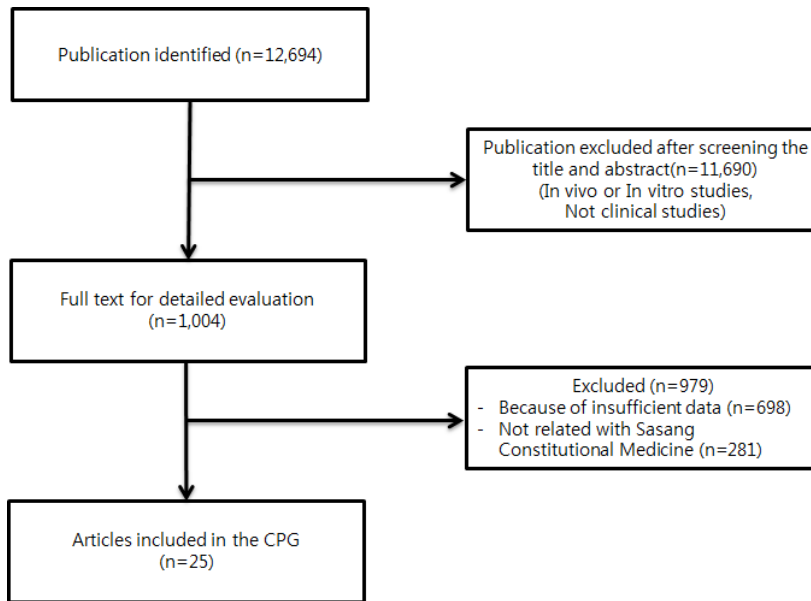 Publication identified (n=12,694)
Publication excluded after screening the
title and abstract(n=11,690)
(In vivo or In vitro studies,
Not clinical studies)
Full text for detailed evaluation
(n=1,004)
Excluded (n=979)
- Because of insufficient data (n=698)
- Not related with Sasang
Constitutional Medicine (n=281)
Articles included in the CPG
(n=25)